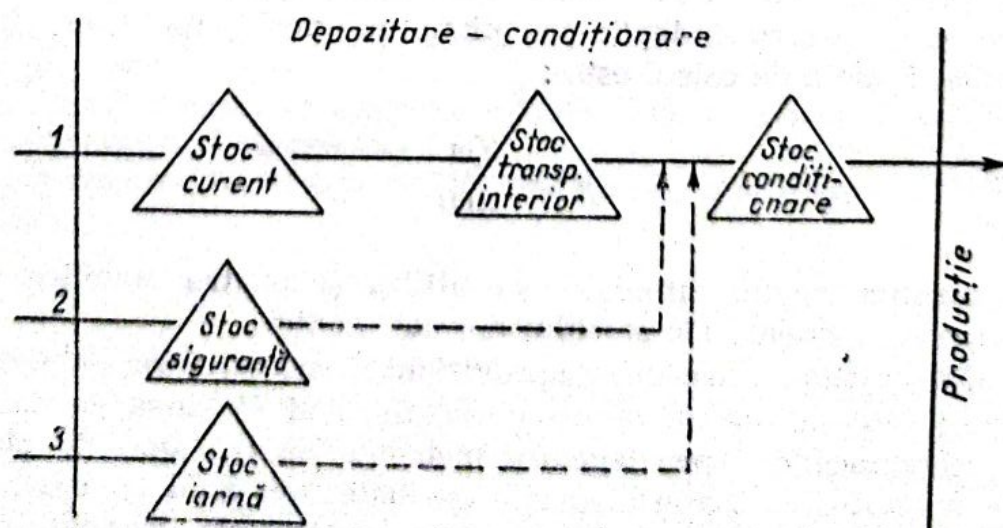 Depozitare – condiționare
1
Stoc
curent
Stoc
transp.
interior
Stoc
condiți-
onare
2
Stoc
siguranță
3
Stoc
iarnă
Producție